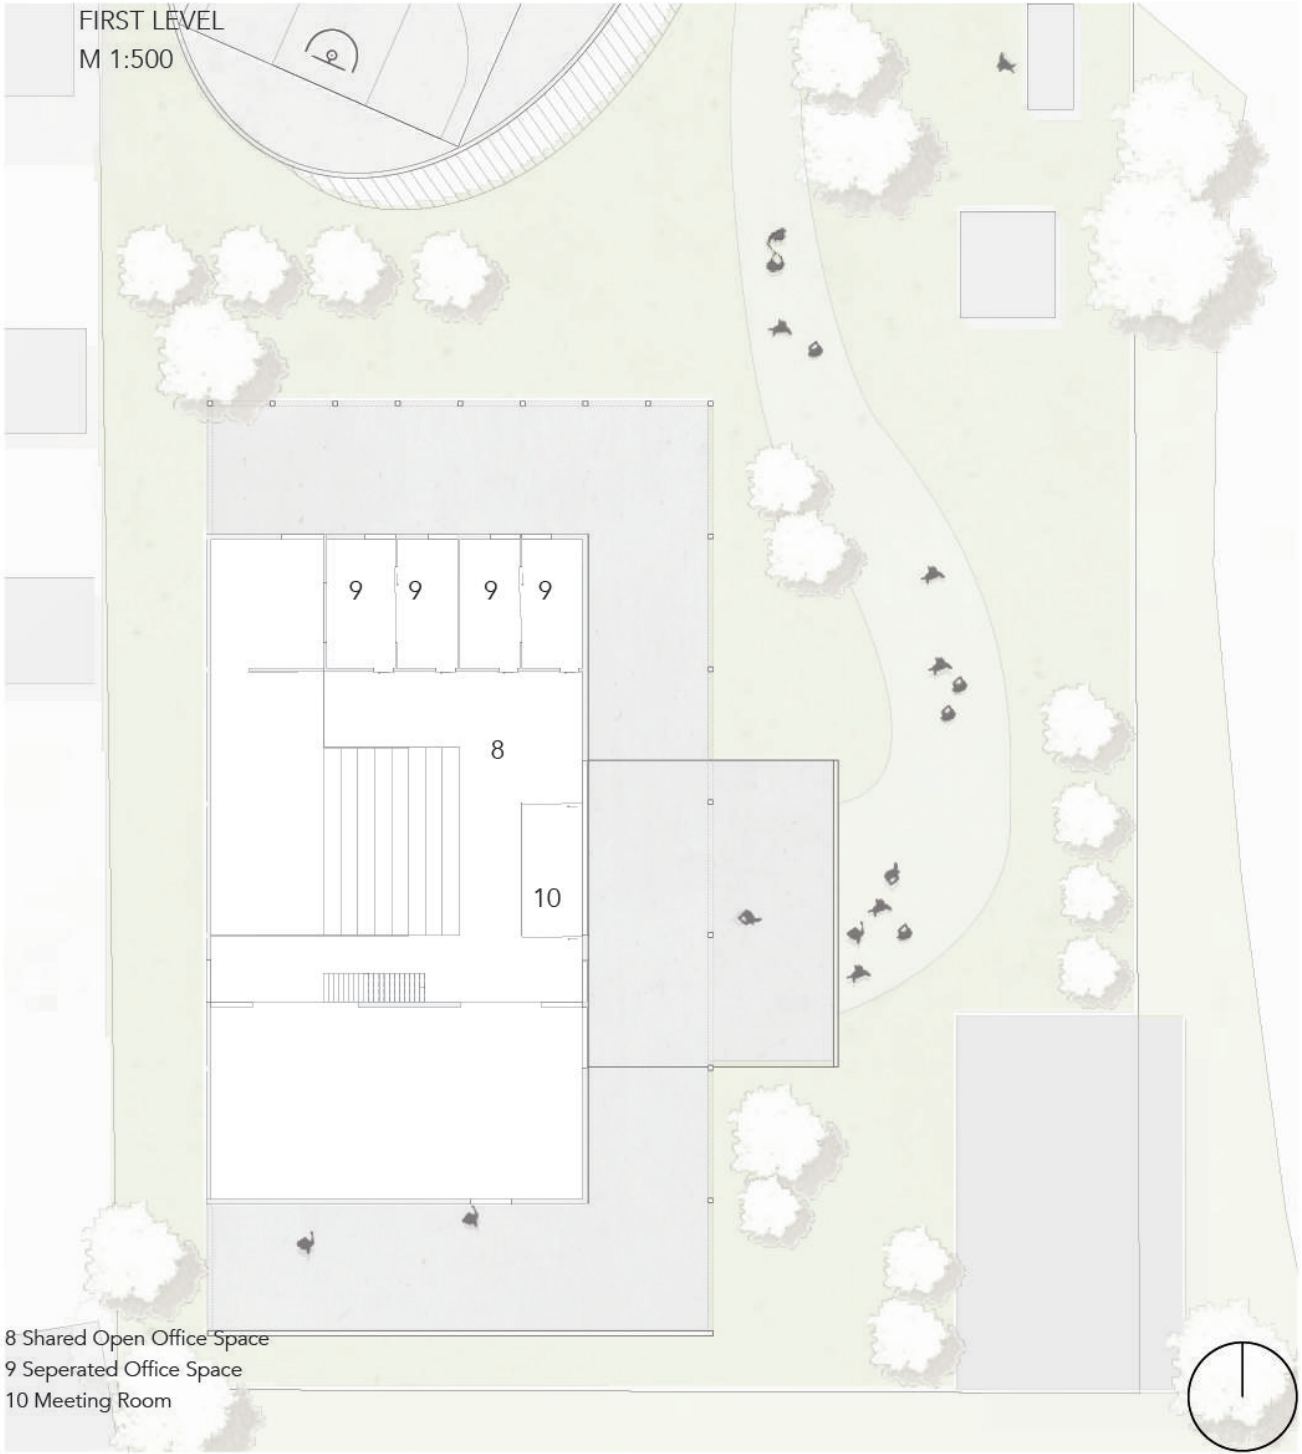 FIRST LEVEL
M 1:500
9 9 9 9
8
10
8 Shared Open Office Space
9 Seperated Office Space
10 Meeting Room